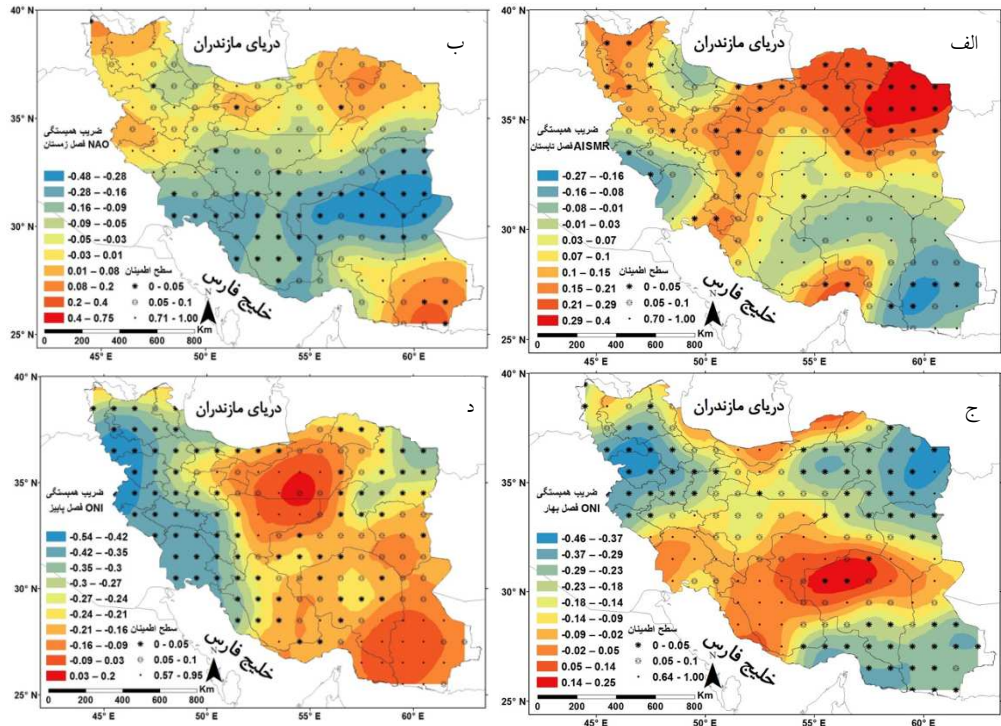 الف
40° N
35° N
30° N
25° N
دریای مازندران
ضریب همبستگی
AISMR فصل تابستان
-0.27 – -0.16
-0.16 – -0.08
-0.08 – -0.01
0.01 – 0.03
0.03 – 0.07
0.07 – 0.1
0.1 – 0.15
0.15 – 0.21
0.21 – 0.29
0.29 – 0.4
سطح اطمینان
0 - 0.05
0.05 - 0.1
0.70 - 1.00
خلیج فارس
N
Km
0 200 400 600 800
45° E
50° E
55° E
60° E
ب
40° N
35° N
30° N
25° N
دریای مازندران
ضریب همبستگی
NAO فصل زمستان
-0.48 – -0.28
-0.28 – -0.16
-0.16 – -0.09
-0.09 – -0.05
-0.05 – -0.03
-0.03 – 0.01
0.01 – 0.08
0.08 – 0.2
0.2 – 0.4
0.4 – 0.75
سطح اطمینان
0 - 0.05
0.05 - 0.1
0.71 - 1.00
خلیج فارس
N
Km
0 200 400 600 800
45° E
50° E
55° E
60° E
ج
40° N
35° N
30° N
25° N
دریای مازندران
ضریب همبستگی
ONI فصل بهار
-0.46 – -0.37
-0.37 – -0.29
-0.29 – -0.23
-0.23 – -0.18
-0.18 – -0.14
-0.14 – -0.09
-0.09 – -0.02
-0.02 – 0.05
0.05 – 0.14
0.14 – 0.25
سطح اطمینان
0 - 0.05
0.05 - 0.1
0.64 - 1.00
خلیج فارس
N
Km
0 200 400 600 800
45° E
50° E
55° E
60° E
د
40° N
35° N
30° N
25° N
دریای مازندران
ضریب همبستگی
ONI فصل پاییز
-0.54 – -0.42
-0.42 – -0.35
-0.35 – -0.3
-0.3 – -0.27
-0.27 – -0.24
-0.24 – -0.21
-0.21 – -0.16
-0.16 – -0.09
-0.09 – -0.03
0.03 – 0.2
سطح اطمینان
0 - 0.05
0.05 - 0.1
0.57 - 0.95
خلیج فارس
N
Km
0 200 400 600 800
45° E
50° E
55° E
60° E